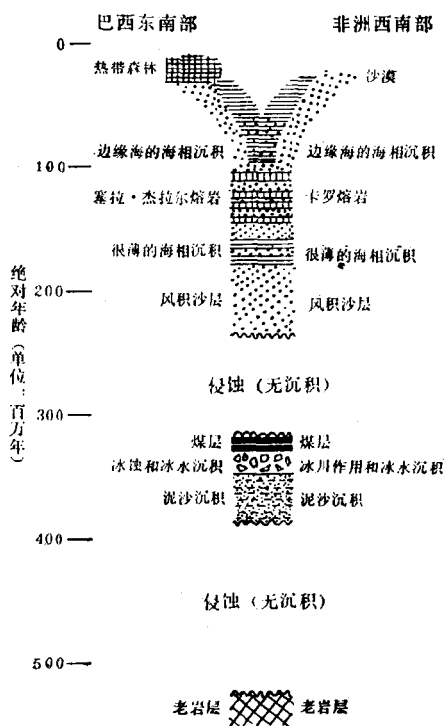 巴西东南部 非洲西南部
0
热带森林 沙漠
边缘海的海相沉积 边缘海的海相沉积
100
塞拉·杰拉尔熔岩 卡罗熔岩
很薄的海相沉积 很薄的海相沉积
200
风积沙层 风积沙层
绝对年龄(单位:百万年)
侵蚀(无沉积)
300
煤层 煤层
冰蚀和冰水沉积 冰川作用和冰水沉积
泥沙沉积 泥沙沉积
400
侵蚀(无沉积)
500
老岩层 老岩层